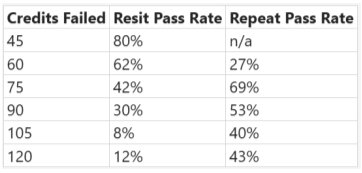 Credits Failed Resit Pass Rate Repeat Pass Rate
45 80% n/a
60 62% 27%
75 42% 69%
90 30% 53%
105 8% 40%
120 12% 43%